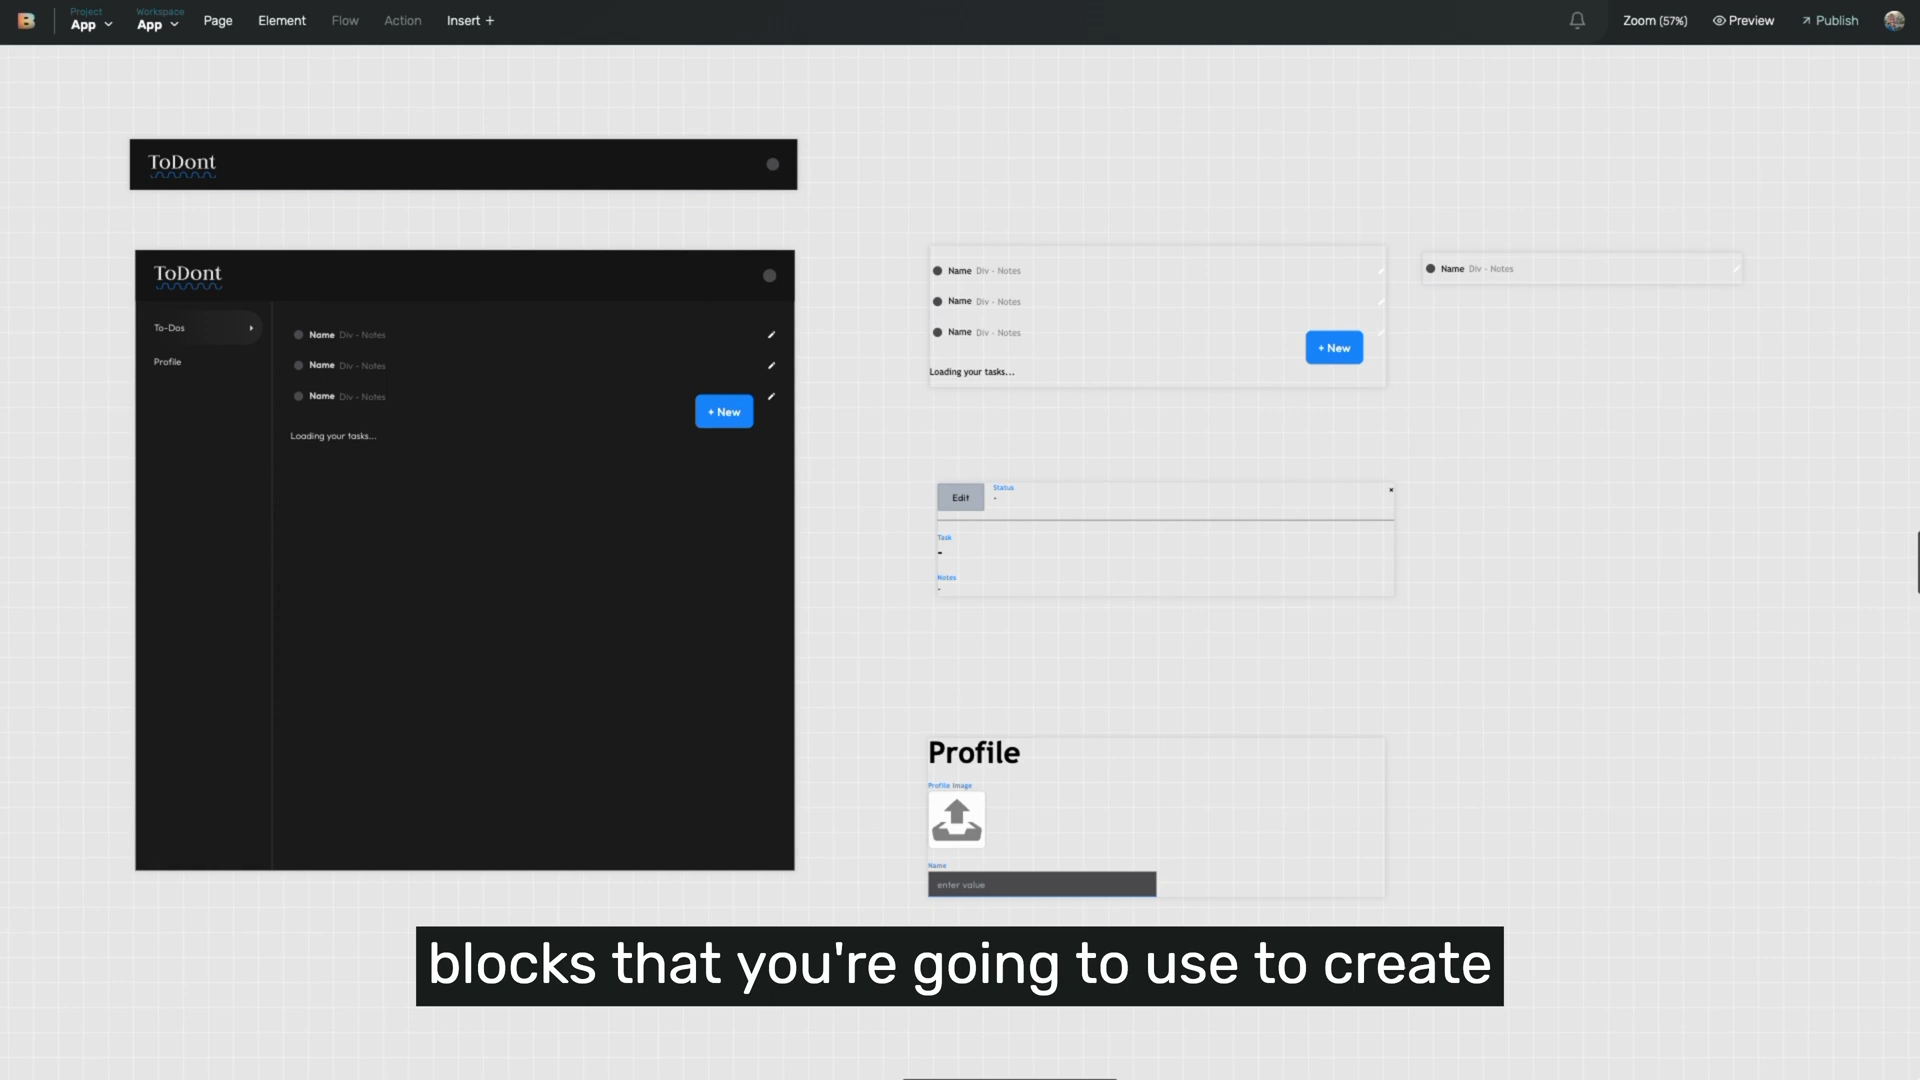 B
Project
App
Workspace
App
Page
Element
Flow
Action
Insert +
Zoom (57%)
Preview
Publish
ToDont
ToDont
To-Dos
Profile
Name Div - Notes
Name Div - Notes
Name Div - Notes
+ New
Loading your tasks...
Name Div - Notes
Name Div - Notes
Name Div - Notes
+ New
Loading your tasks...
Name Div - Notes
Edit
Status
-
×
Task
-
Notes
-
Profile
Profile Image
Name
enter value
blocks that you're going to use to create